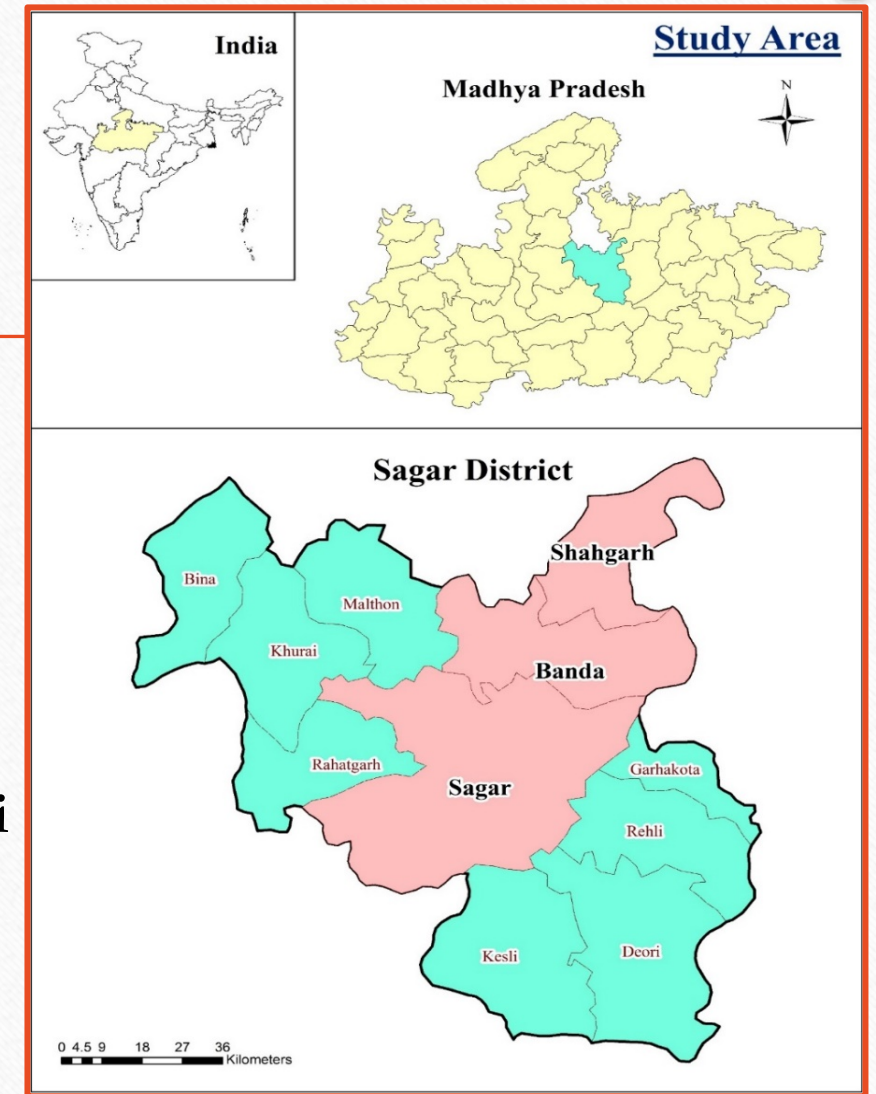 Study Area
India
Madhya Pradesh
N
Sagar District
Shahgarh
Bina
Malthon
Khurai
Banda
Rahatgarh
Garhakota
Sagar
Rehli
i
Kesli
Deori
0 4.5 9 18 27 36
Kilometers